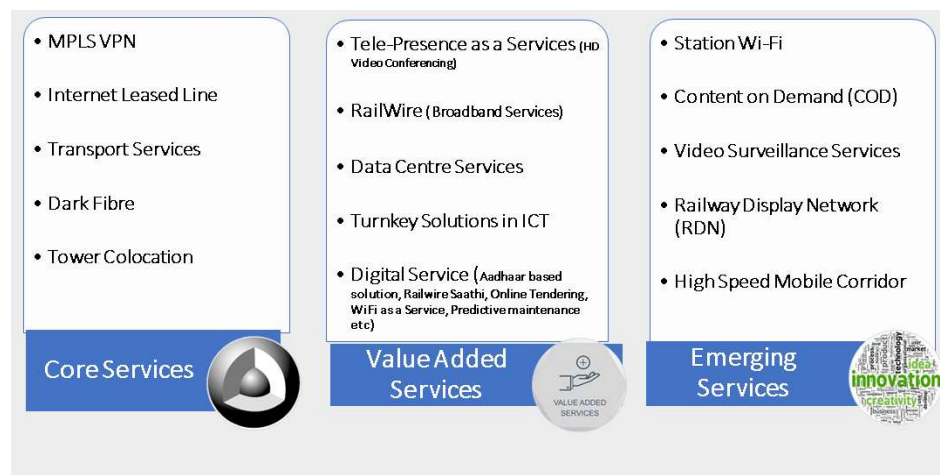 • MPLS VPN
• Internet Leased Line
• Transport Services
• Dark Fibre
• Tower Colocation
Core Services
• Tele-Presence as a Services (HD
Video Conferencing)
• RailWire (Broadband Services)
• Data Centre Services
• Turnkey Solutions in ICT
• Digital Service (Aadhaar based
solution, Railwire Saathi, Online Tendering,
WiFi as a Service, Predictive maintenance
etc)
Value Added
Services
VALUE ADDED
SERVICES
• Station Wi-Fi
• Content on Demand (COD)
• Video Surveillance Services
• Railway Display Network
(RDN)
• High Speed Mobile Corridor
Emerging
Services
product
technology
market
idea
innovation
creativity
business